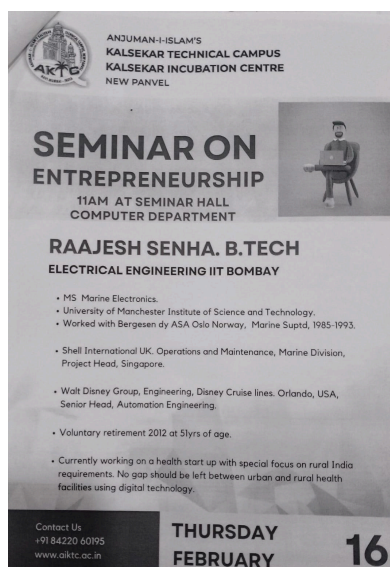 AKTC
ANJUMAN-I-ISLAM'S
KALSEKAR TECHNICAL CAMPUS
KALSEKAR INCUBATION CENTRE
NEW PANVEL
SEMINAR ON
ENTREPRENEURSHIP
11AM AT SEMINAR HALL
COMPUTER DEPARTMENT
RAAJESH SENHA. B.TECH
ELECTRICAL ENGINEERING IIT BOMBAY
• MS Marine Electronics.
• University of Manchester Institute of Science and Technology.
• Worked with Bergesen dy ASA Oslo Norway, Marine Suptd, 1985-1993.
• Shell International UK. Operations and Maintenance, Marine Division,
Project Head, Singapore.
• Walt Disney Group, Engineering, Disney Cruise lines. Orlando, USA,
Senior Head, Automation Engineering.
• Voluntary retirement 2012 at 51yrs of age.
• Currently working on a health start up with special focus on rural India
requirements. No gap should be left between urban and rural health
facilities using digital technology.
Contact Us
+91 84220 60195
www.aiktc.ac.in
THURSDAY
FEBRUARY
16